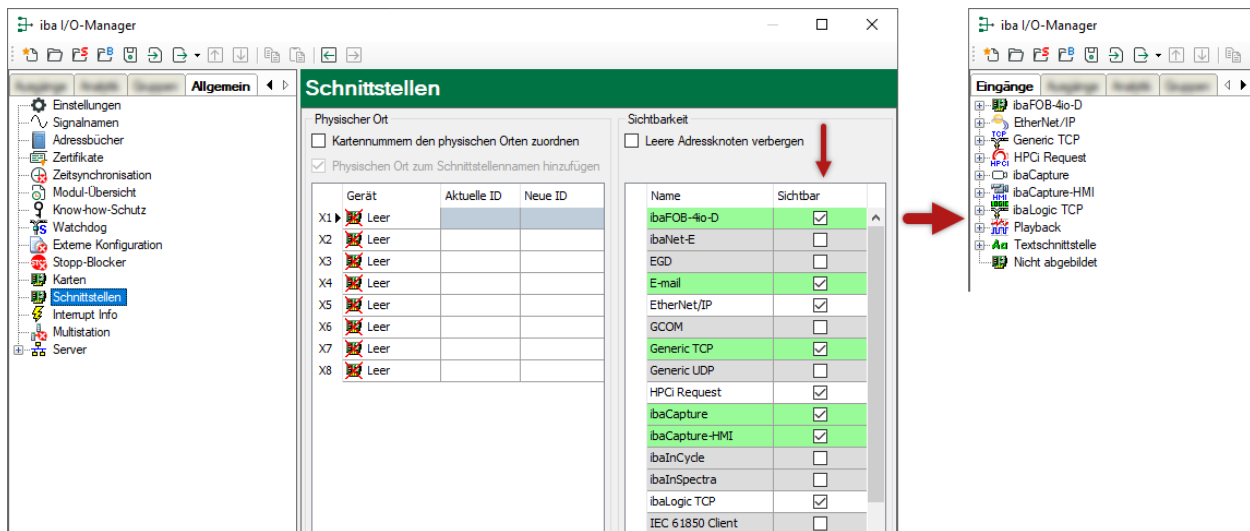 iba I/O-Manager
Allgemein
Einstellungen
Signalnamen
Adressbücher
Zertifikate
Zeitsynchronisation
Modul-Übersicht
Know-how-Schutz
Watchdog
Externe Konfiguration
Stopp-Blocker
Karten
Schnittstellen
Interrupt Info
Multistation
Server
Schnittstellen
Physischer Ort
Kartennummern den physischen Orten zuordnen
Physischen Ort zum Schnittstellennamen hinzufügen
Gerät Aktuelle ID Neue ID
X1 Leer
X2 Leer
X3 Leer
X4 Leer
X5 Leer
X6 Leer
X7 Leer
X8 Leer
Sichtbarkeit
Leere Adressknoten verbergen
Name Sichtbar
ibaFOB-4io-D
ibaNet-E
EGD
E-mail
EtherNet/IP
GCOM
Generic TCP
Generic UDP
HPCi Request
ibaCapture
ibaCapture-HMI
ibaInCycle
ibaInSpectra
ibaLogic TCP
IEC 61850 Client
iba I/O-Manager
Eingänge
ibaFOB-4io-D
EtherNet/IP
Generic TCP
HPCi Request
ibaCapture
ibaCapture-HMI
ibaLogic TCP
Playback
Textschnittstelle
Nicht abgebildet